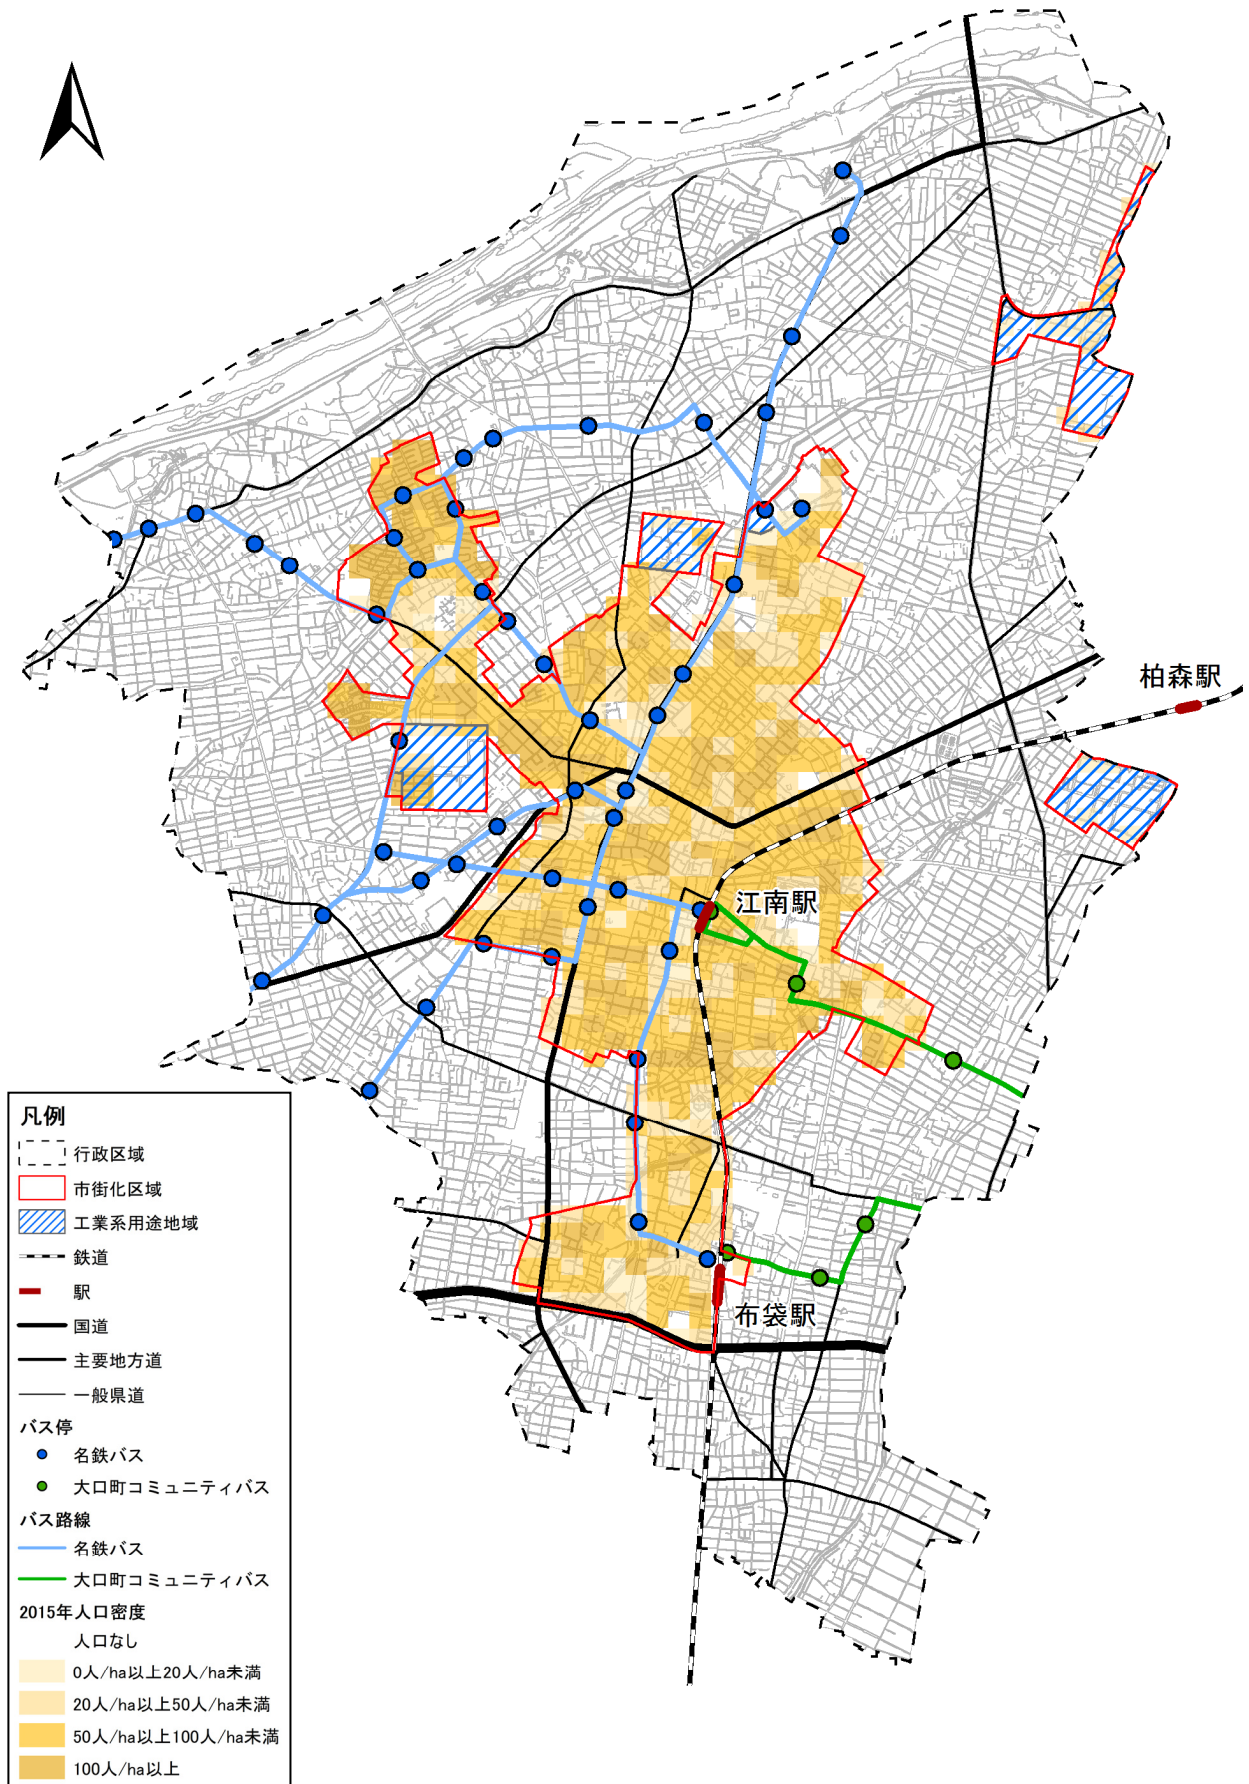 柏森駅
江南駅
布袋駅
凡例
行政区域
市街化区域
工業系用途地域
鉄道
駅
国道
主要地方道
一般県道
バス停
名鉄バス
大口町コミュニティバス
バス路線
名鉄バス
大口町コミュニティバス
2015年人口密度
人口なし
0人/ha以上20人/ha未満
20人/ha以上50人/ha未満
50人/ha以上100人/ha未満
100人/ha以上